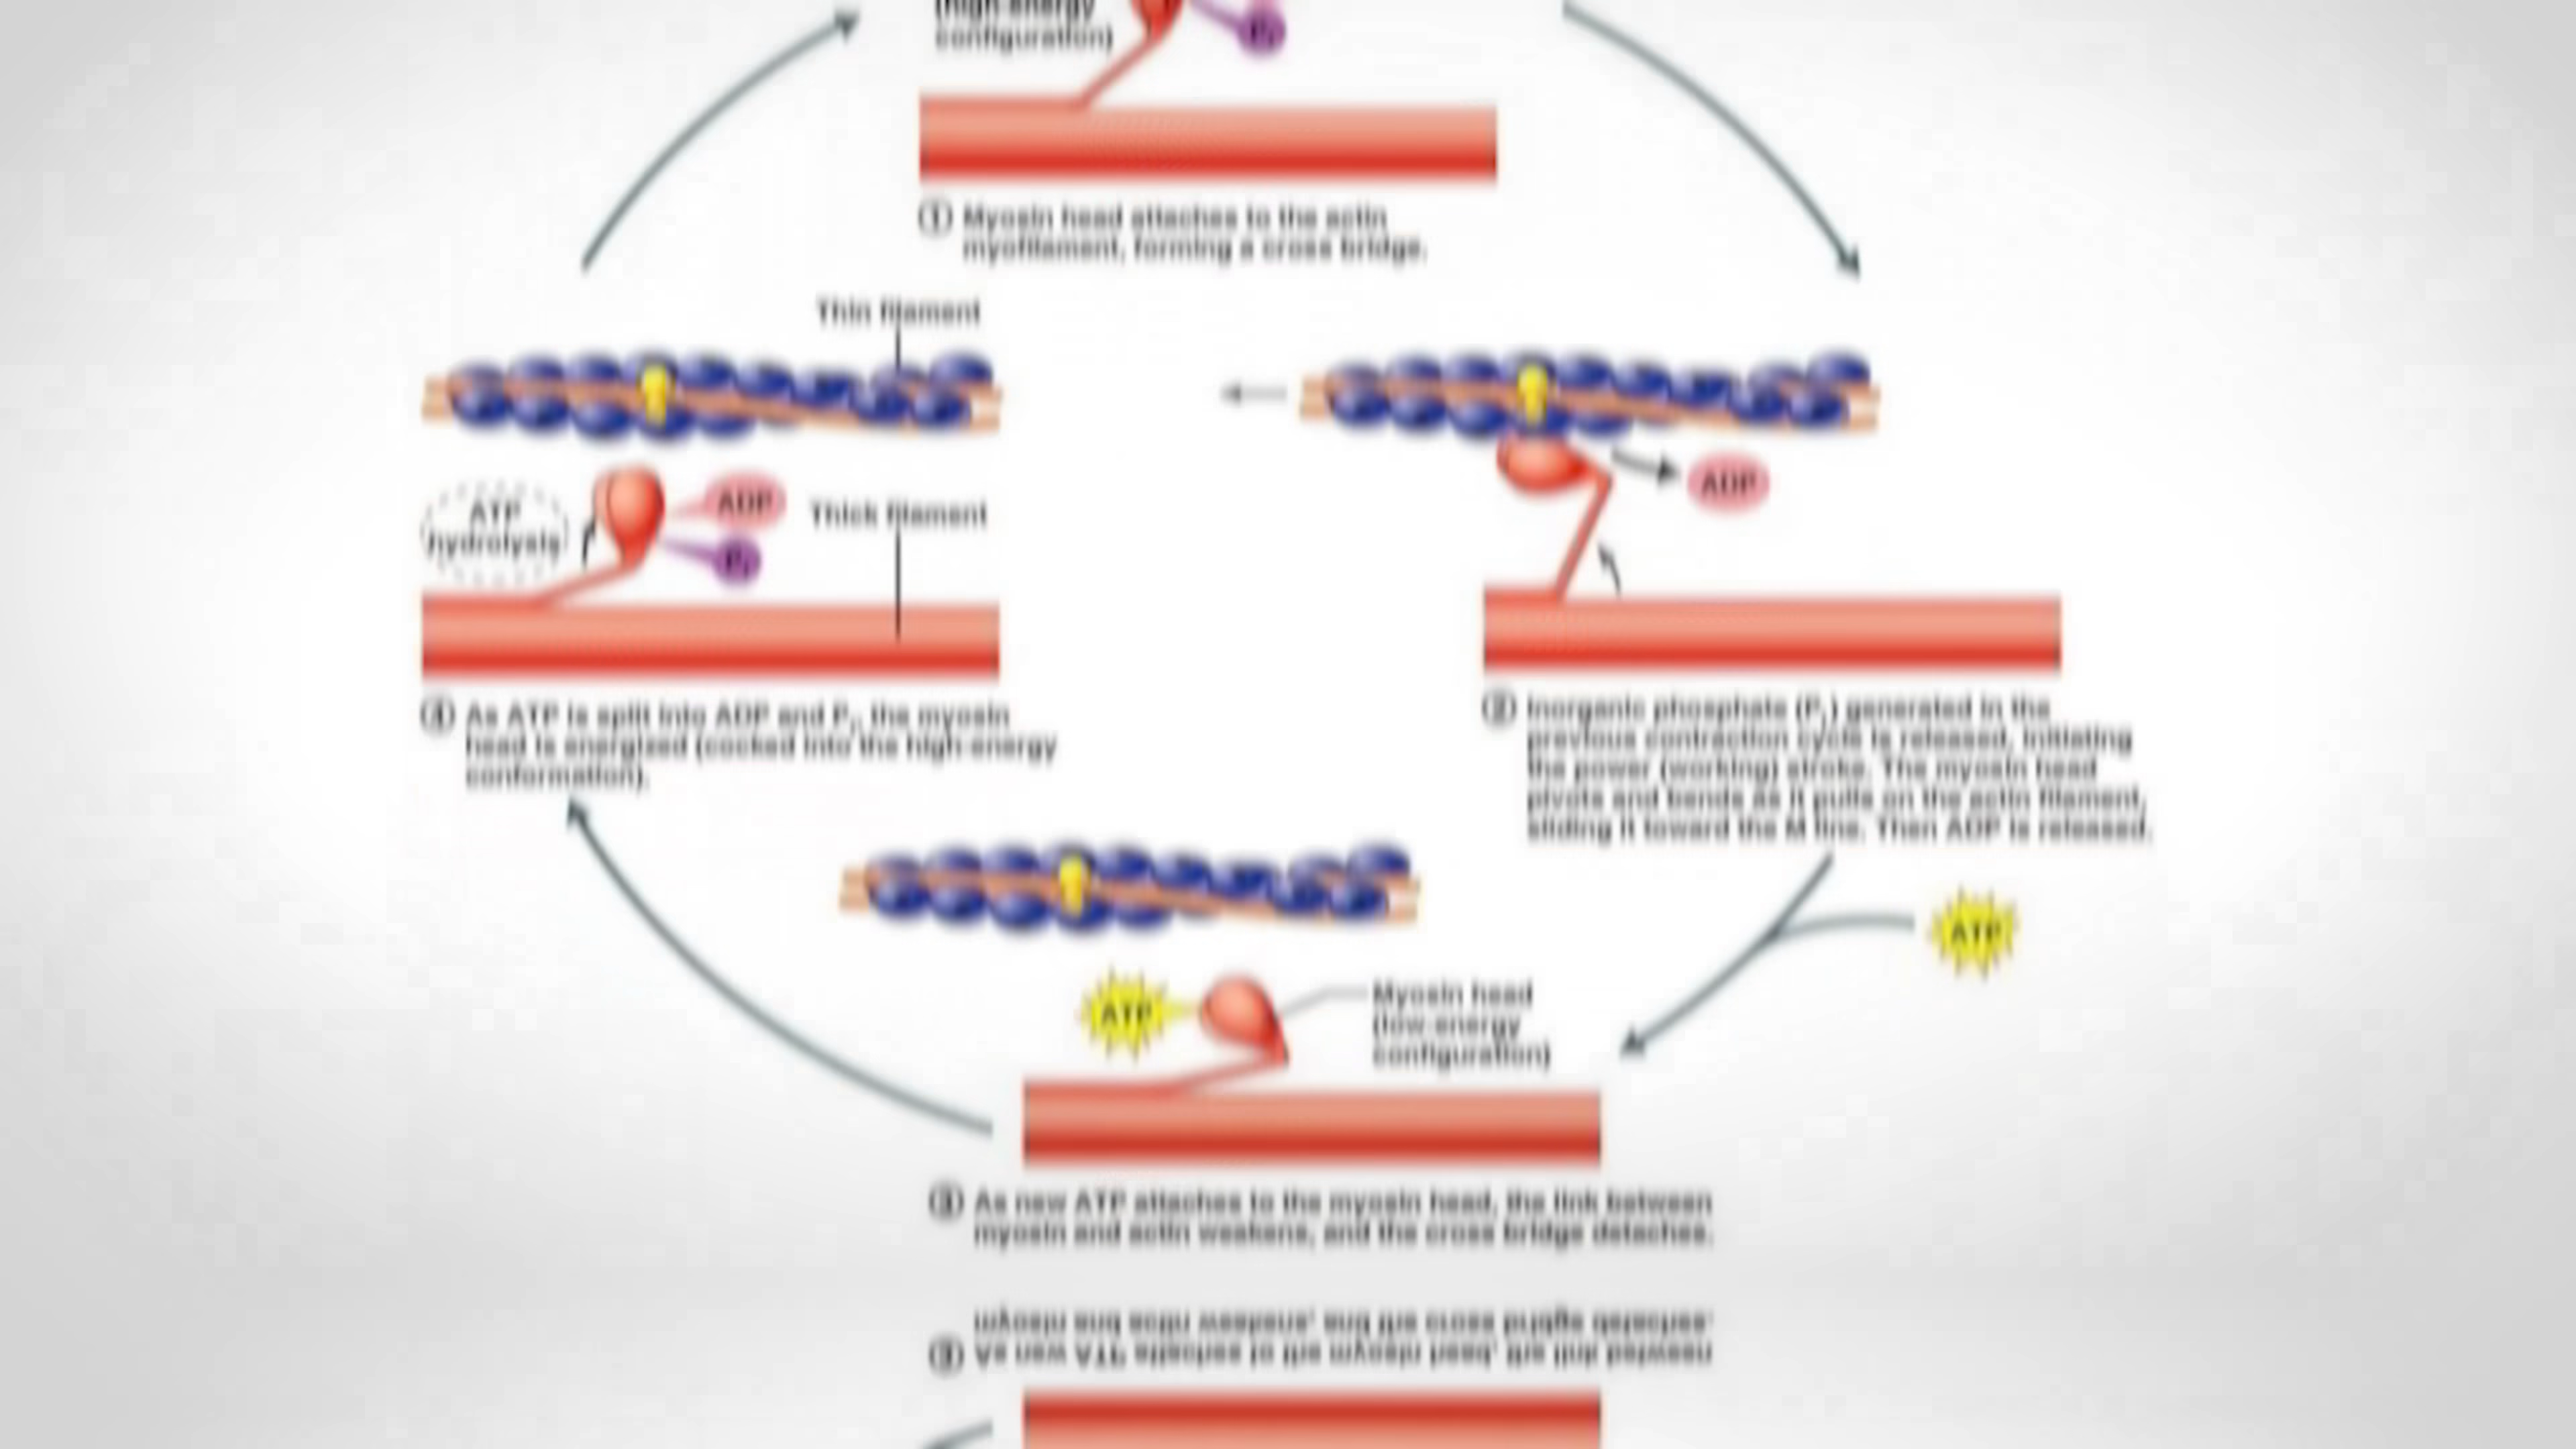 (high-energy
configuration)
Pi
① Myosin head attaches to the actin
myofilament, forming a cross bridge.
Thin filament
ADP
ATP
hydrolysis
ADP
Thick filament
Pi
④ As ATP is split into ADP and Pi, the myosin
head is energized (cocked into the high-energy
conformation).
② Inorganic phosphate (Pi) generated in the
previous contraction cycle is released, initiating
the power (working) stroke. The myosin head
pivots and bends as it pulls on the actin filament,
sliding it toward the M line. Then ADP is released.
ATP
ATP
Myosin head
(low-energy
configuration)
③ As new ATP attaches to the myosin head, the link between
myosin and actin weakens, and the cross bridge detaches.